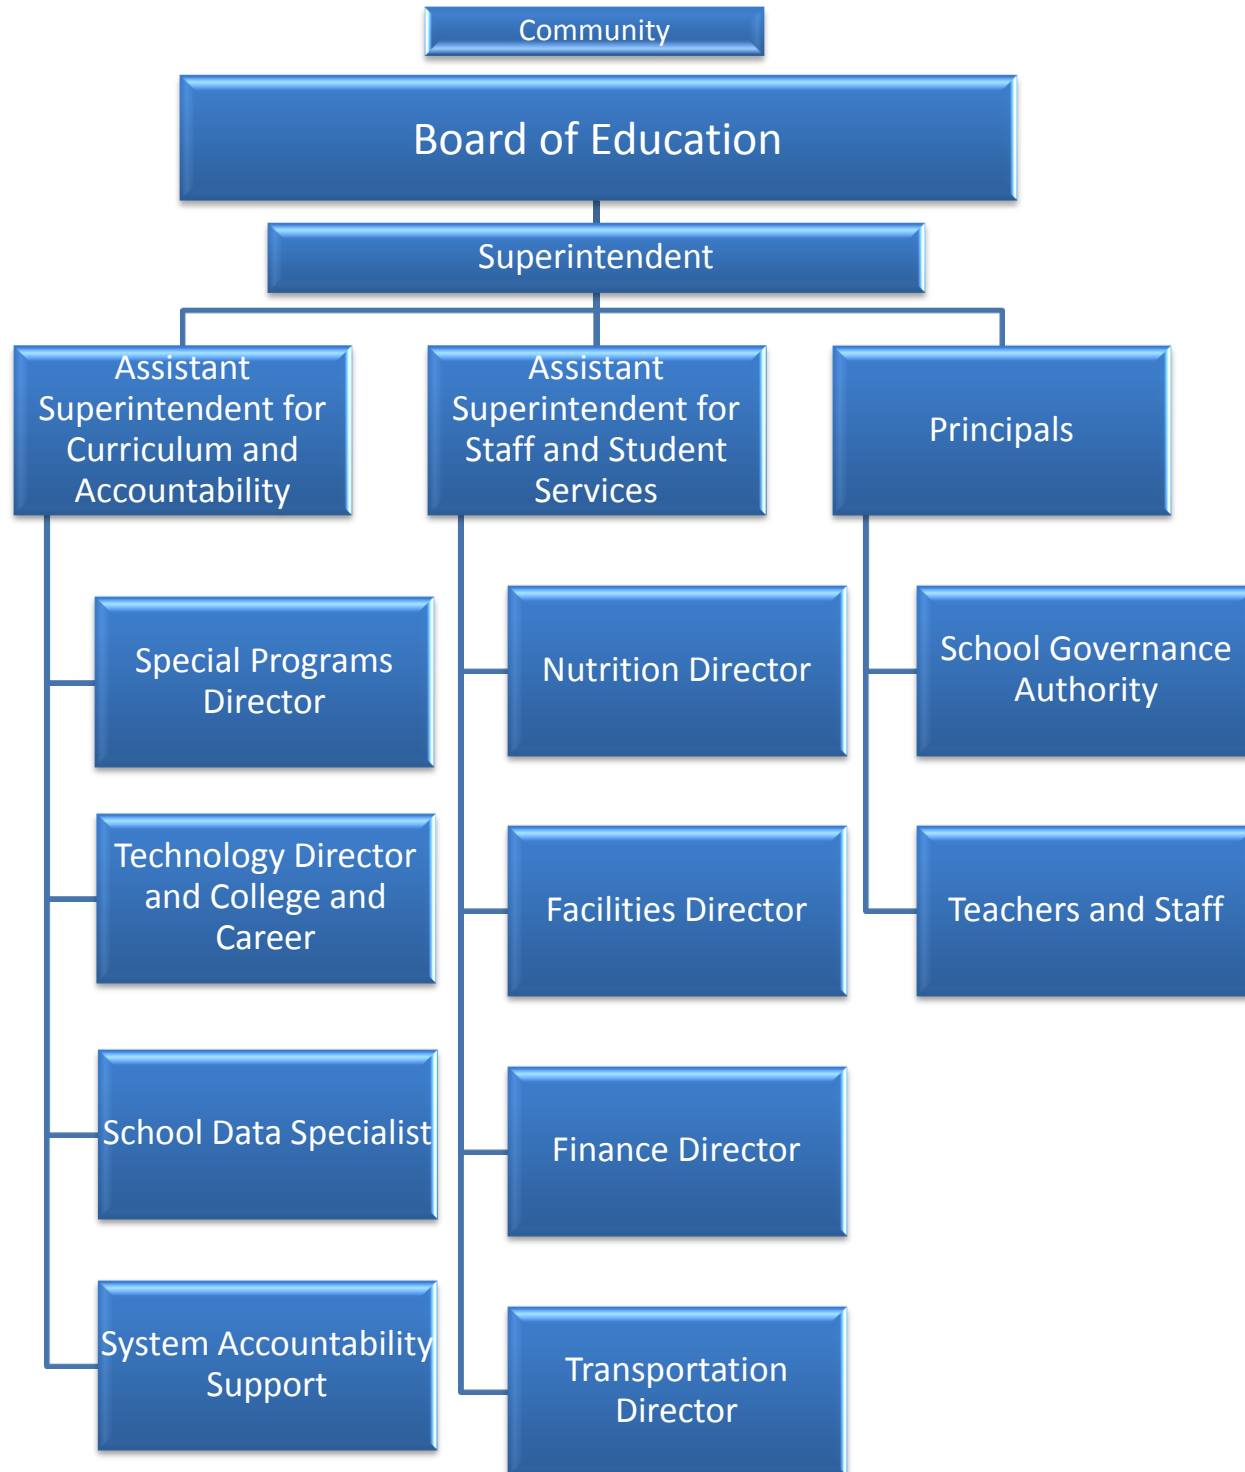 Community
Board of Education
Superintendent
Assistant
Superintendent for
Curriculum and
Accountability
Assistant
Superintendent for
Staff and Student
Services
Principals
Special Programs
Director
Technology Director
and College and
Career
School Data Specialist
System Accountability
Support
Nutrition Director
Facilities Director
Finance Director
Transportation
Director
School Governance
Authority
Teachers and Staff